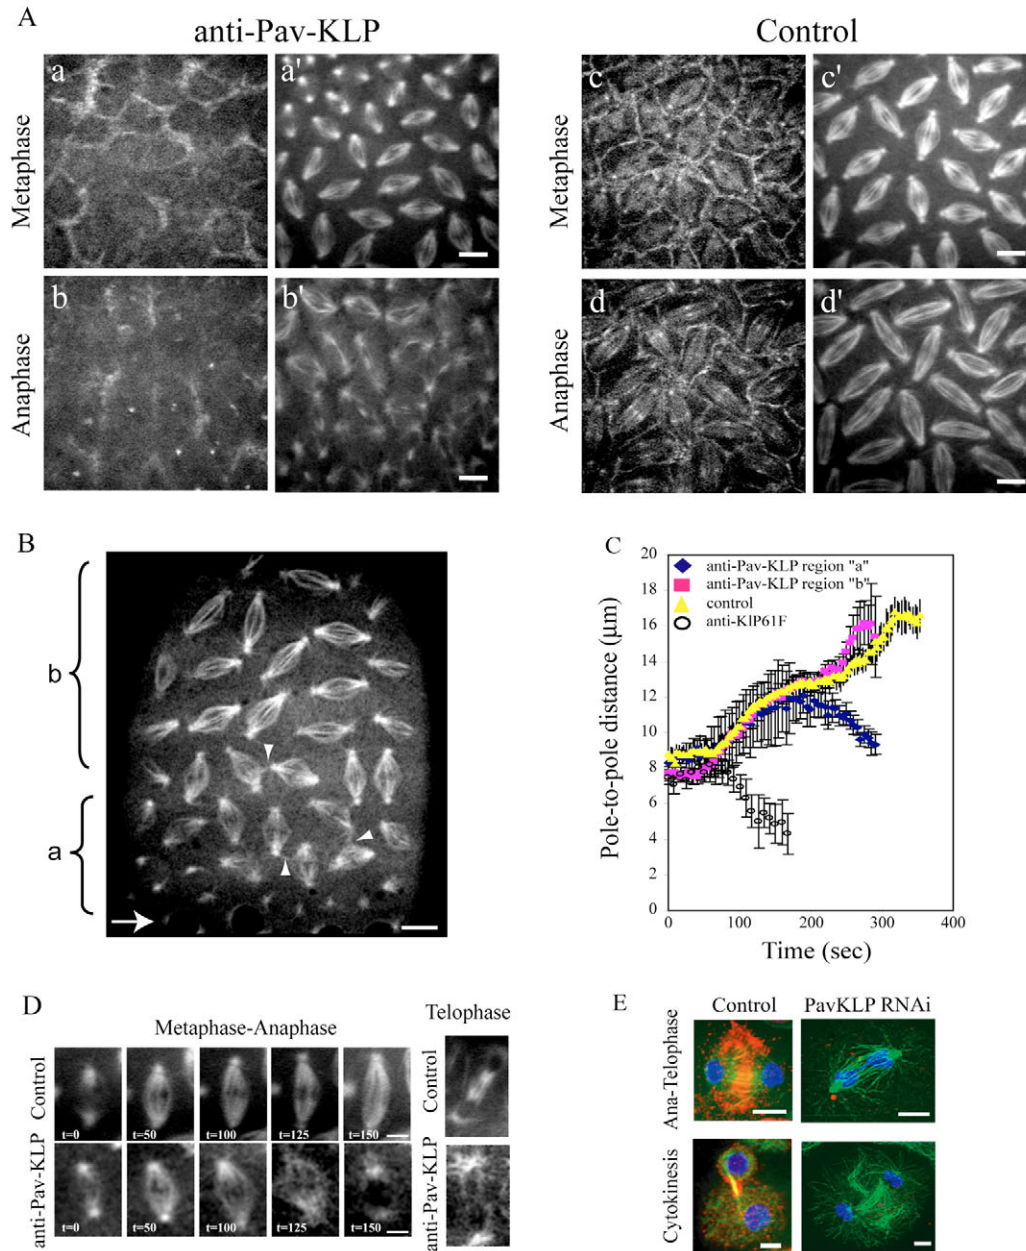 A
anti-Pav-KLP
Control
Metaphase
a
a'
c
c'
Anaphase
b
b'
d
d'
B
b
a
C
Pole-to-pole distance (µm)
20
18
16
14
12
10
8
6
4
2
0
anti-Pav-KLP region "a"
anti-Pav-KLP region "b"
control
anti-KlP61F
0
100
200
300
400
Time (sec)
D
Metaphase-Anaphase
Telophase
Control
t=0
t=50
t=100
t=125
t=150
Control
anti-Pav-KLP
t=0
t=50
t=100
t=125
t=150
anti-Pav-KLP
E
Control
PavKLP RNAi
Ana-Telophase
Cytokinesis
Metaphase
Anaphase